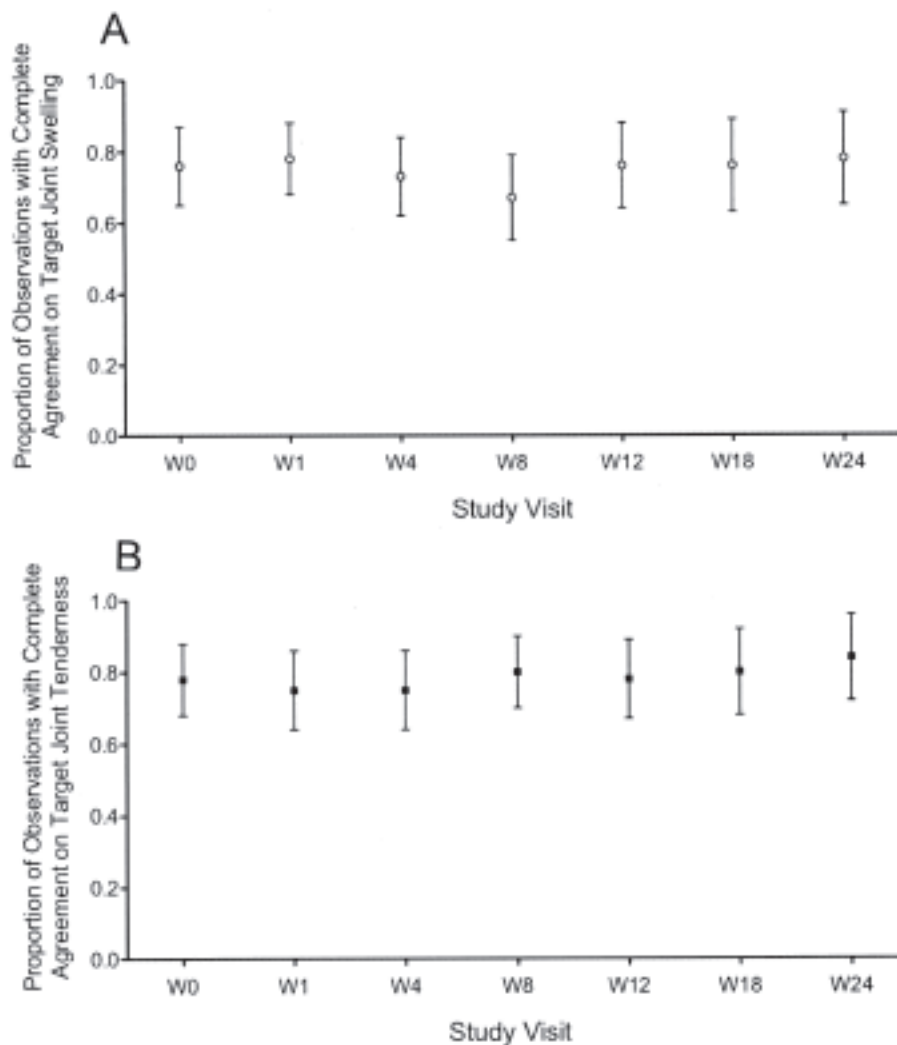 A
Proportion of Observations with Complete
Agreement on Target Joint Swelling
1.0
0.8
0.6
0.4
0.2
0.0
W0 W1 W4 W8 W12 W18 W24
Study Visit
B
Proportion of Observations with Complete
Agreement on Target Joint Tenderness
1.0
0.8
0.6
0.4
0.2
0.0
W0 W1 W4 W8 W12 W18 W24
Study Visit